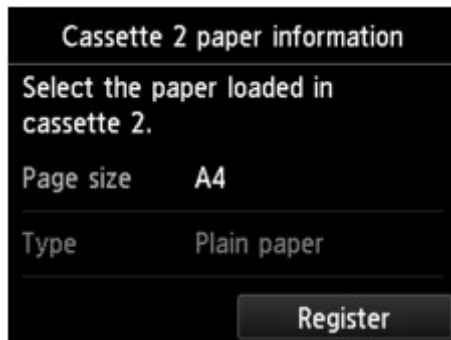 Cassette 2 paper information
Select the paper loaded in
cassette 2.
Page size A4
Type Plain paper
Register